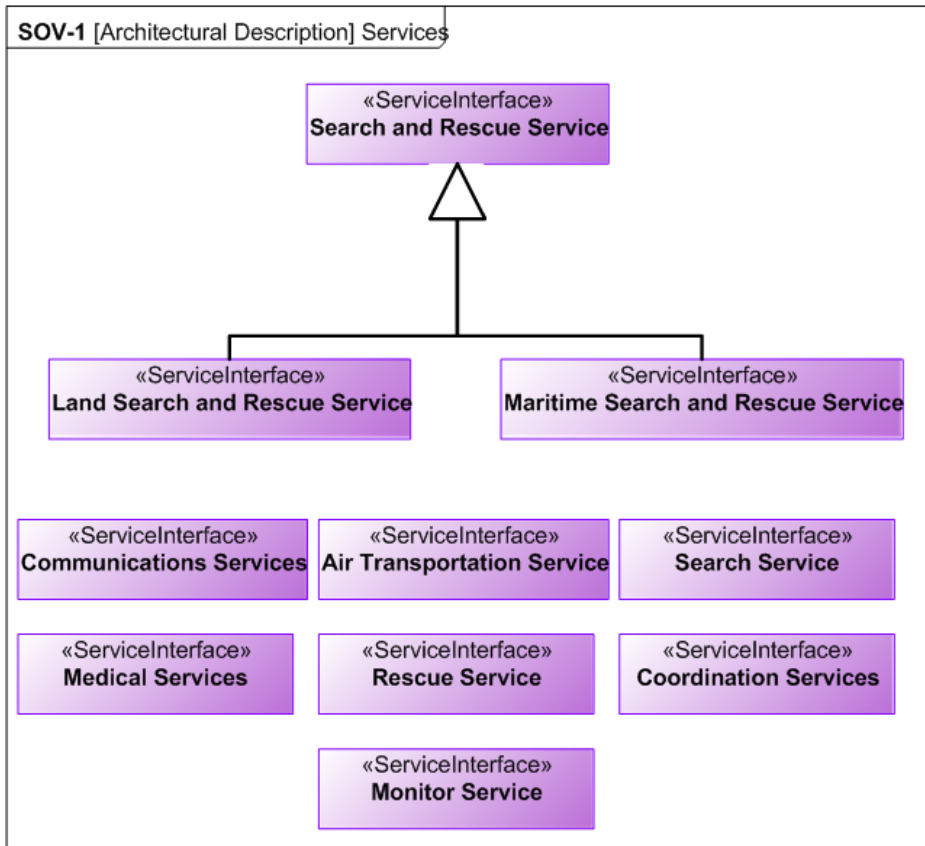 SOV-1 [Architectural Description] Services
«ServiceInterface»
Search and Rescue Service
«ServiceInterface»
Land Search and Rescue Service
«ServiceInterface»
Maritime Search and Rescue Service
«ServiceInterface»
Communications Services
«ServiceInterface»
Air Transportation Service
«ServiceInterface»
Search Service
«ServiceInterface»
Medical Services
«ServiceInterface»
Rescue Service
«ServiceInterface»
Coordination Services
«ServiceInterface»
Monitor Service